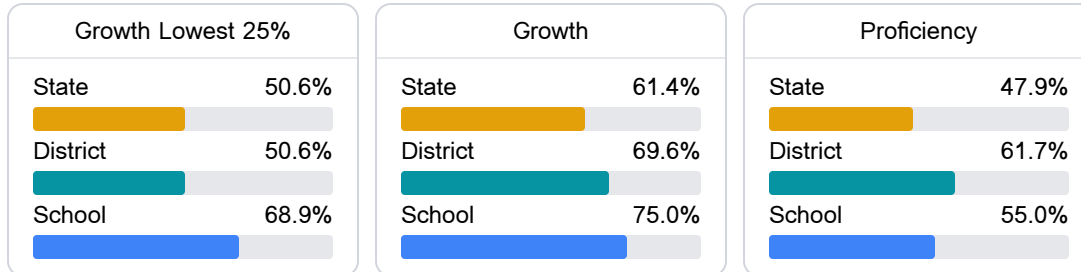 Growth Lowest 25%
State 50.6%
District 50.6%
School 68.9%
Growth
State 61.4%
District 69.6%
School 75.0%
Proficiency
State 47.9%
District 61.7%
School 55.0%